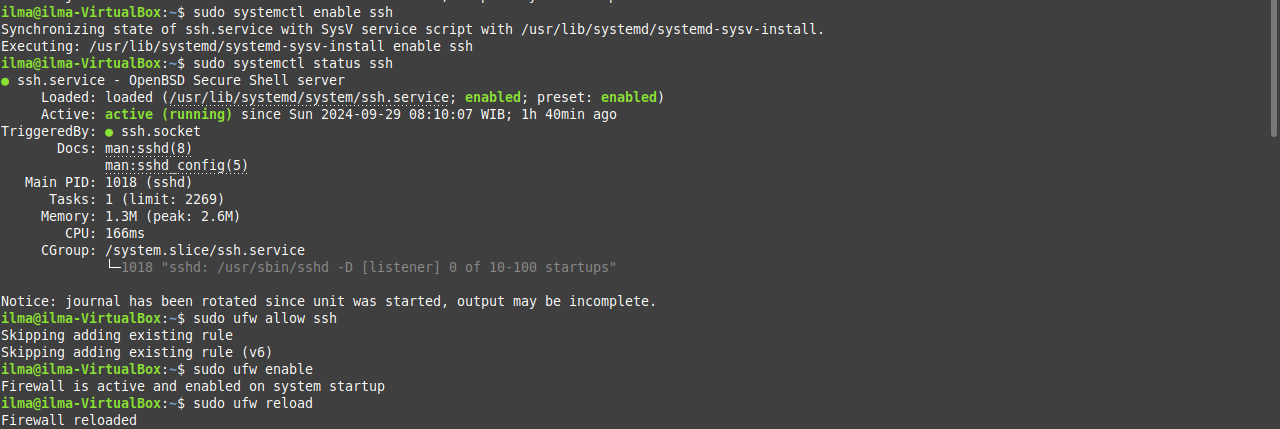 ilma@ilma-VirtualBox:~$ sudo systemctl enable ssh
Synchronizing state of ssh.service with SysV service script with /usr/lib/systemd/systemd-sysv-install.
Executing: /usr/lib/systemd/systemd-sysv-install enable ssh
ilma@ilma-VirtualBox:~$ sudo systemctl status ssh
● ssh.service - OpenBSD Secure Shell server
     Loaded: loaded (/usr/lib/systemd/system/ssh.service; enabled; preset: enabled)
     Active: active (running) since Sun 2024-09-29 08:10:07 WIB; 1h 40min ago
TriggeredBy: ● ssh.socket
       Docs: man:sshd(8)
             man:sshd_config(5)
   Main PID: 1018 (sshd)
      Tasks: 1 (limit: 2269)
     Memory: 1.3M (peak: 2.6M)
        CPU: 166ms
     CGroup: /system.slice/ssh.service
             └─1018 "sshd: /usr/sbin/sshd -D [listener] 0 of 10-100 startups"
Notice: journal has been rotated since unit was started, output may be incomplete.
ilma@ilma-VirtualBox:~$ sudo ufw allow ssh
Skipping adding existing rule
Skipping adding existing rule (v6)
ilma@ilma-VirtualBox:~$ sudo ufw enable
Firewall is active and enabled on system startup
ilma@ilma-VirtualBox:~$ sudo ufw reload
Firewall reloaded